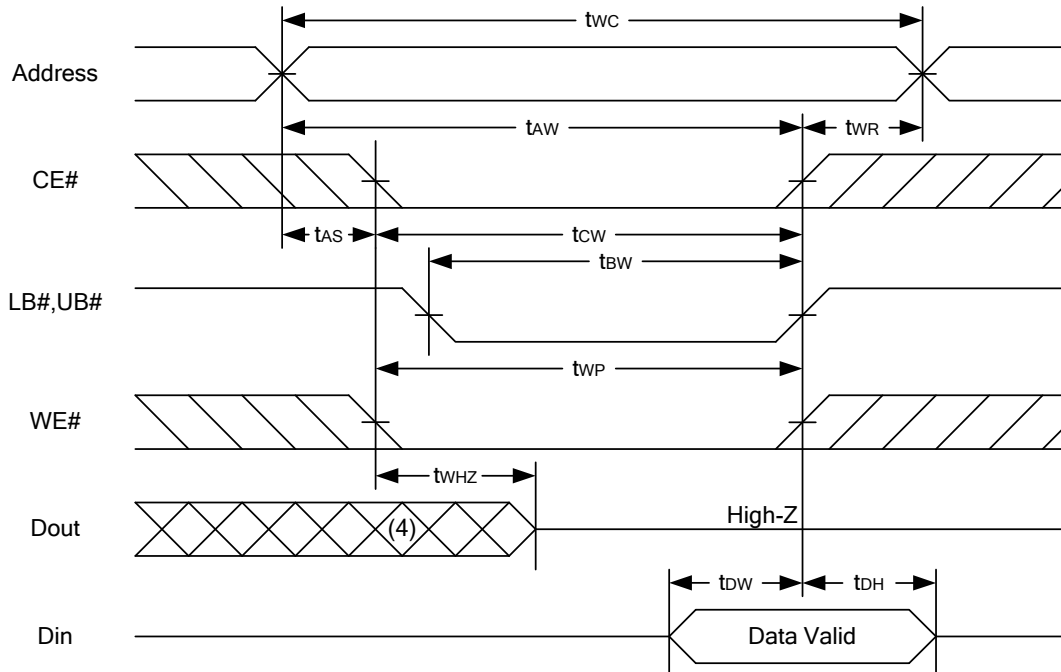 tWC
Address
tAW
tWR
CE#
tAS
tCW
tBW
LB#,UB#
tWP
WE#
tWHZ
Dout
(4)
High-Z
tDW
tDH
Din
Data Valid